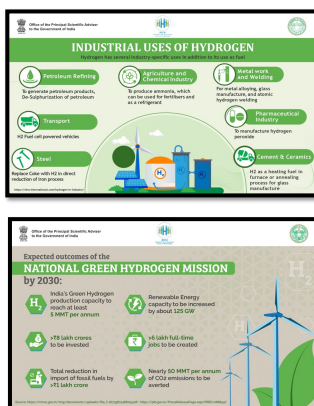 Office of the Principal Scientific Adviser
to the Government of India
INDUSTRIAL USES OF HYDROGEN
Hydrogen has several industry-specific uses in addition to its use as fuel
Petroleum Refining
To generate petroleum products,
De-Sulphurization of petroleum
Agriculture and
Chemical Industry
To produce ammonia, which
can be used for fertilisers and
as a refrigerant
Metal work
and Welding
For metal alloying, glass
manufacture, and atomic
hydrogen welding
Transport
H2 Fuel cell powered vehicles
Pharmaceutical
Industry
To manufacture hydrogen
peroxide
Steel
Replace Coke with H2 in direct
reduction of iron process
H2
Cement & Ceramics
H2 as a heating fuel in
furnace or annealing
process for glass
manufacture
Office of the Principal Scientific Adviser
to the Government of India
Expected outcomes of the
NATIONAL GREEN HYDROGEN MISSION
by 2030:
H2
India's Green Hydrogen
production capacity to
reach at least
5 MMT per annum
Renewable Energy
capacity to be increased
by about 125 GW
>₹8 lakh crores
to be invested
>6 lakh full-time
jobs to be created
Total reduction in
import of fossil fuels by
>₹1 lakh crore
Nearly 50 MMT per annum
of CO2 emissions to be
averted